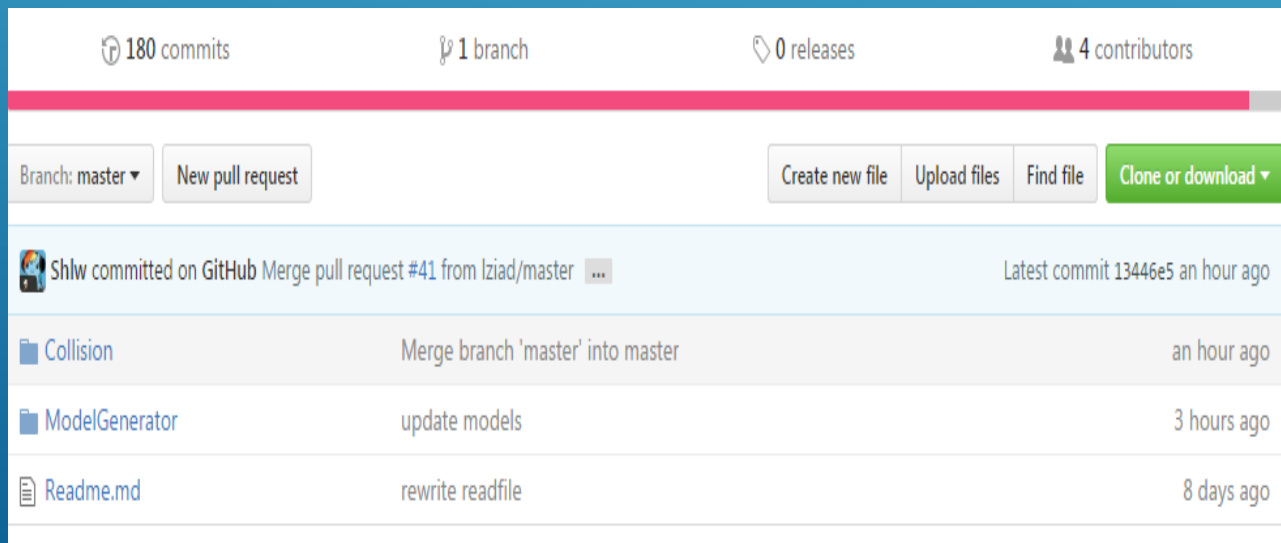 180 commits 1 branch 0 releases 4 contributors
Branch: master New pull request Create new file Upload files Find file Clone or download
Shlw committed on GitHub Merge pull request #41 from lziad/master ... Latest commit 13446e5 an hour ago
Collision Merge branch 'master' into master an hour ago
ModelGenerator update models 3 hours ago
Readme.md rewrite readfile 8 days ago